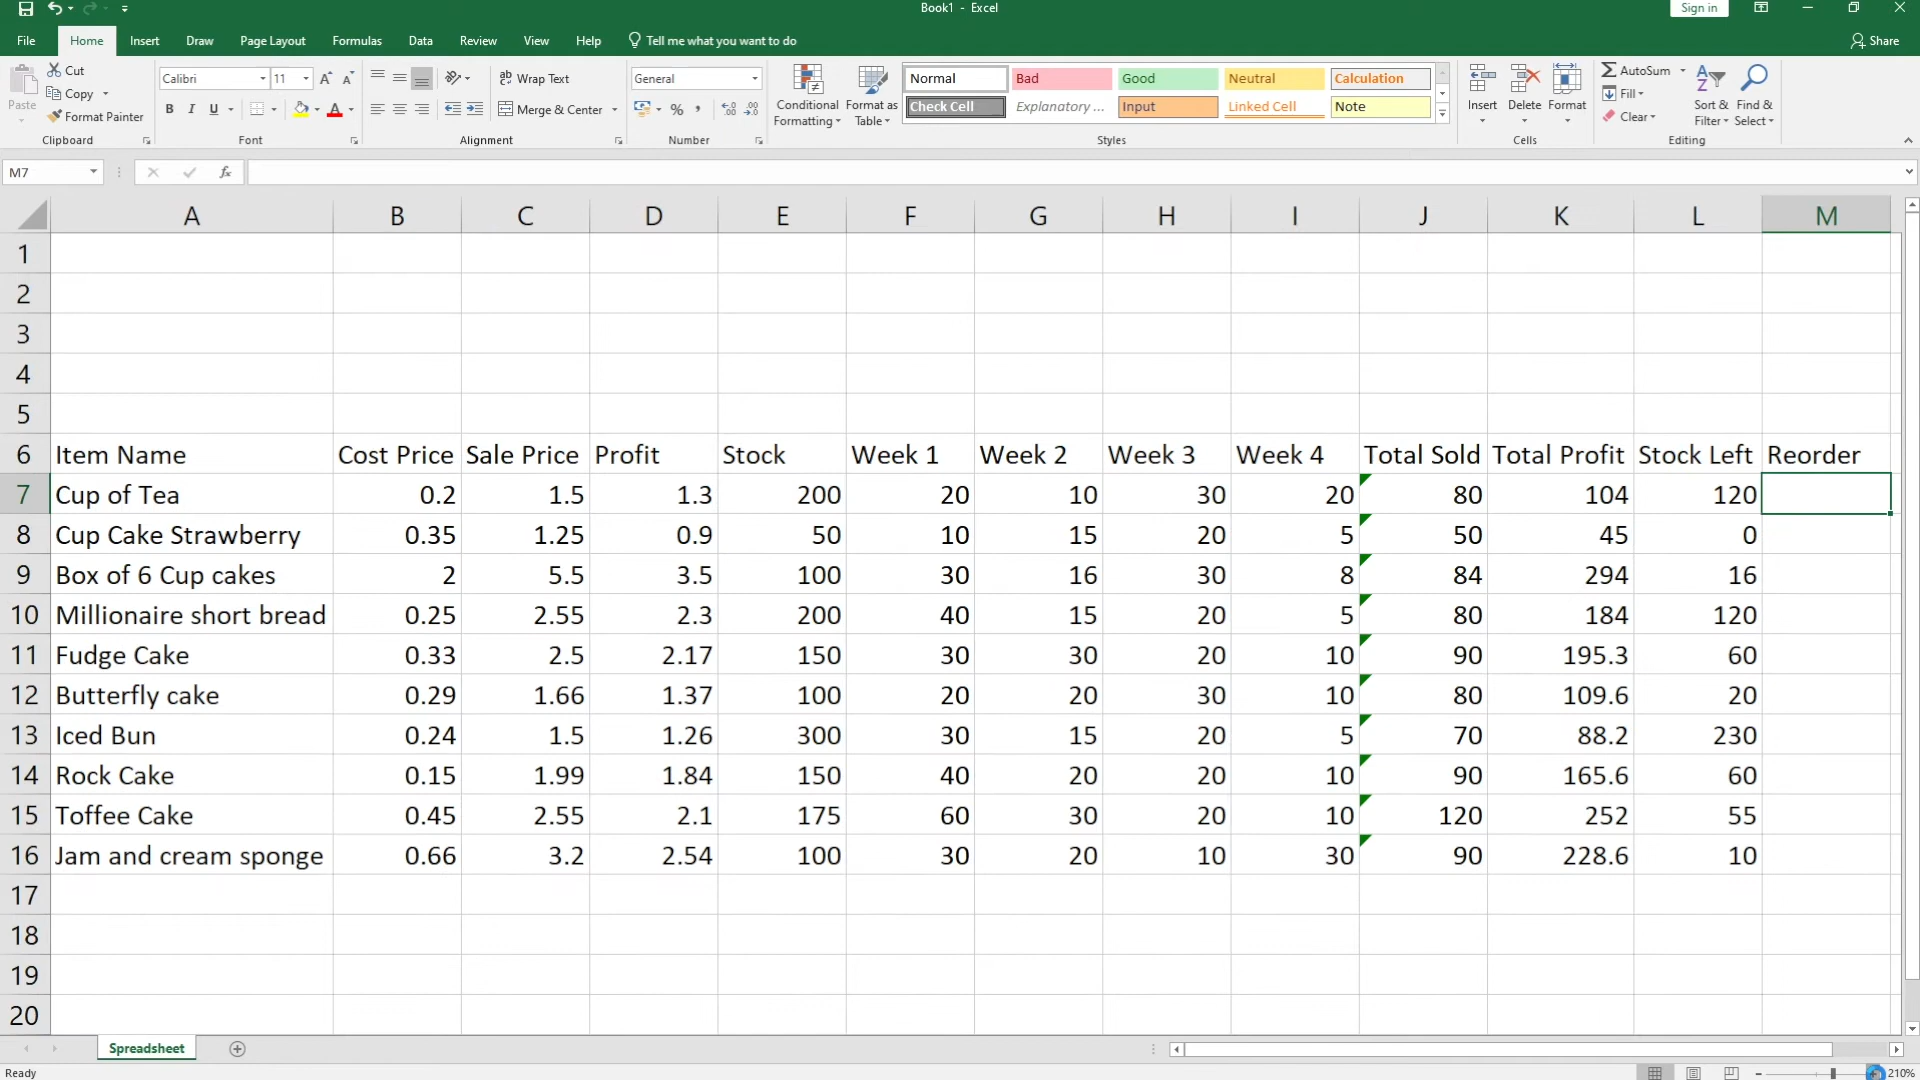 Book1 - Excel
Sign in
File Home Insert Draw Page Layout Formulas Data Review View Help Tell me what you want to do Share
Paste
Cut
Copy
Format Painter
Clipboard
Calibri 11
B I U
Font
Wrap Text
Merge & Center
Alignment
General
Number
Conditional Formatting
Format as Table
Normal Bad Good Neutral Calculation
Check Cell Explanatory ... Input Linked Cell Note
Styles
Insert Delete Format
Cells
AutoSum
Fill
Clear
Sort & Filter
Find & Select
Editing
M7 fx
A B C D E F G H I J K L M
1
2
3
4
5
6 Item Name Cost Price Sale Price Profit Stock Week 1 Week 2 Week 3 Week 4 Total Sold Total Profit Stock Left Reorder
7 Cup of Tea 0.2 1.5 1.3 200 20 10 30 20 80 104 120
8 Cup Cake Strawberry 0.35 1.25 0.9 50 10 15 20 5 50 45 0
9 Box of 6 Cup cakes 2 5.5 3.5 100 30 16 30 8 84 294 16
10 Millionaire short bread 0.25 2.55 2.3 200 40 15 20 5 80 184 120
11 Fudge Cake 0.33 2.5 2.17 150 30 30 20 10 90 195.3 60
12 Butterfly cake 0.29 1.66 1.37 100 20 20 30 10 80 109.6 20
13 Iced Bun 0.24 1.5 1.26 300 30 15 20 5 70 88.2 230
14 Rock Cake 0.15 1.99 1.84 150 40 20 20 10 90 165.6 60
15 Toffee Cake 0.45 2.55 2.1 175 60 30 20 10 120 252 55
16 Jam and cream sponge 0.66 3.2 2.54 100 30 20 10 30 90 228.6 10
17
18
19
20
Spreadsheet
Ready
210%